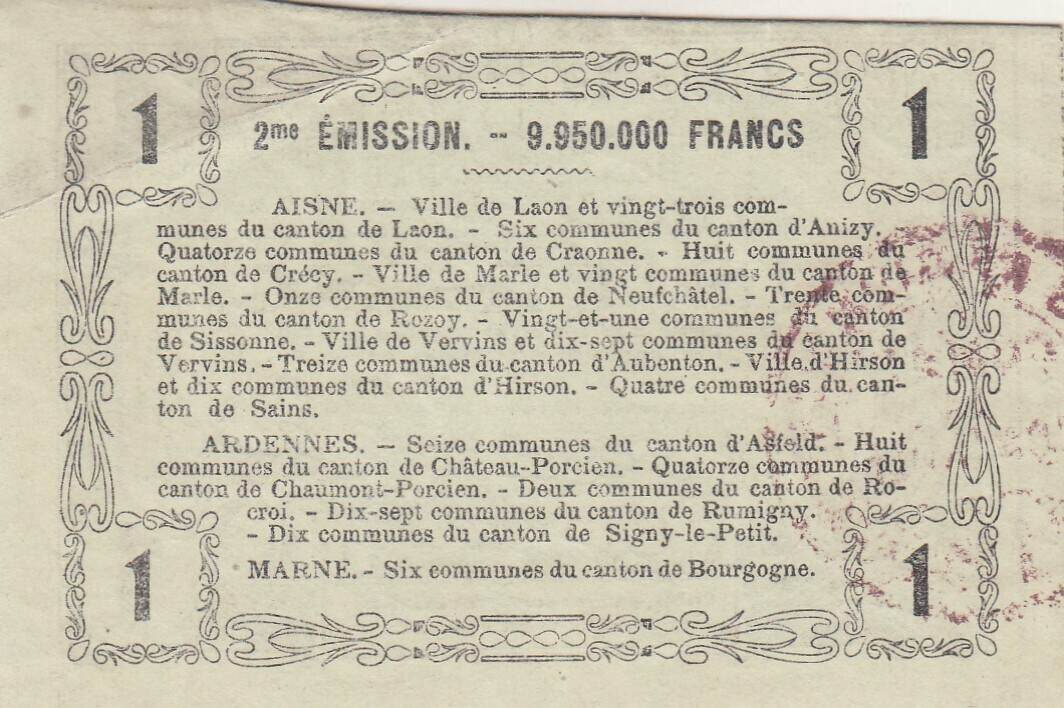 1 1
2me ÉMISSION. -- 9.950.000 FRANCS
AISNE. — Ville de Laon et vingt-trois com-
munes du canton de Laon. - Six communes du canton d'Anizy.
Quatorze communes du canton de Craonne. - Huit communes du
canton de Crécy. - Ville de Marle et vingt communes du canton de
Marle. - Onze communes du canton de Neufchâtel. - Trente com-
munes du canton de Rozoy. - Vingt-et-une communes du canton
de Sissonne. - Ville de Vervins et dix-sept communes du canton de
Vervins. - Treize communes du canton d'Aubenton. - Ville d'Hirson
et dix communes du canton d'Hirson. - Quatre communes du can-
ton de Sains.
ARDENNES. — Seize communes du canton d'Asfeld. - Huit
communes du canton de Château-Porcien. - Quatorze communes du
canton de Chaumont-Porcien. - Deux communes du canton de Ro-
croi. - Dix-sept communes du canton de Rumigny.
- Dix communes du canton de Signy-le-Petit.
MARNE. - Six communes du canton de Bourgogne.
1 1